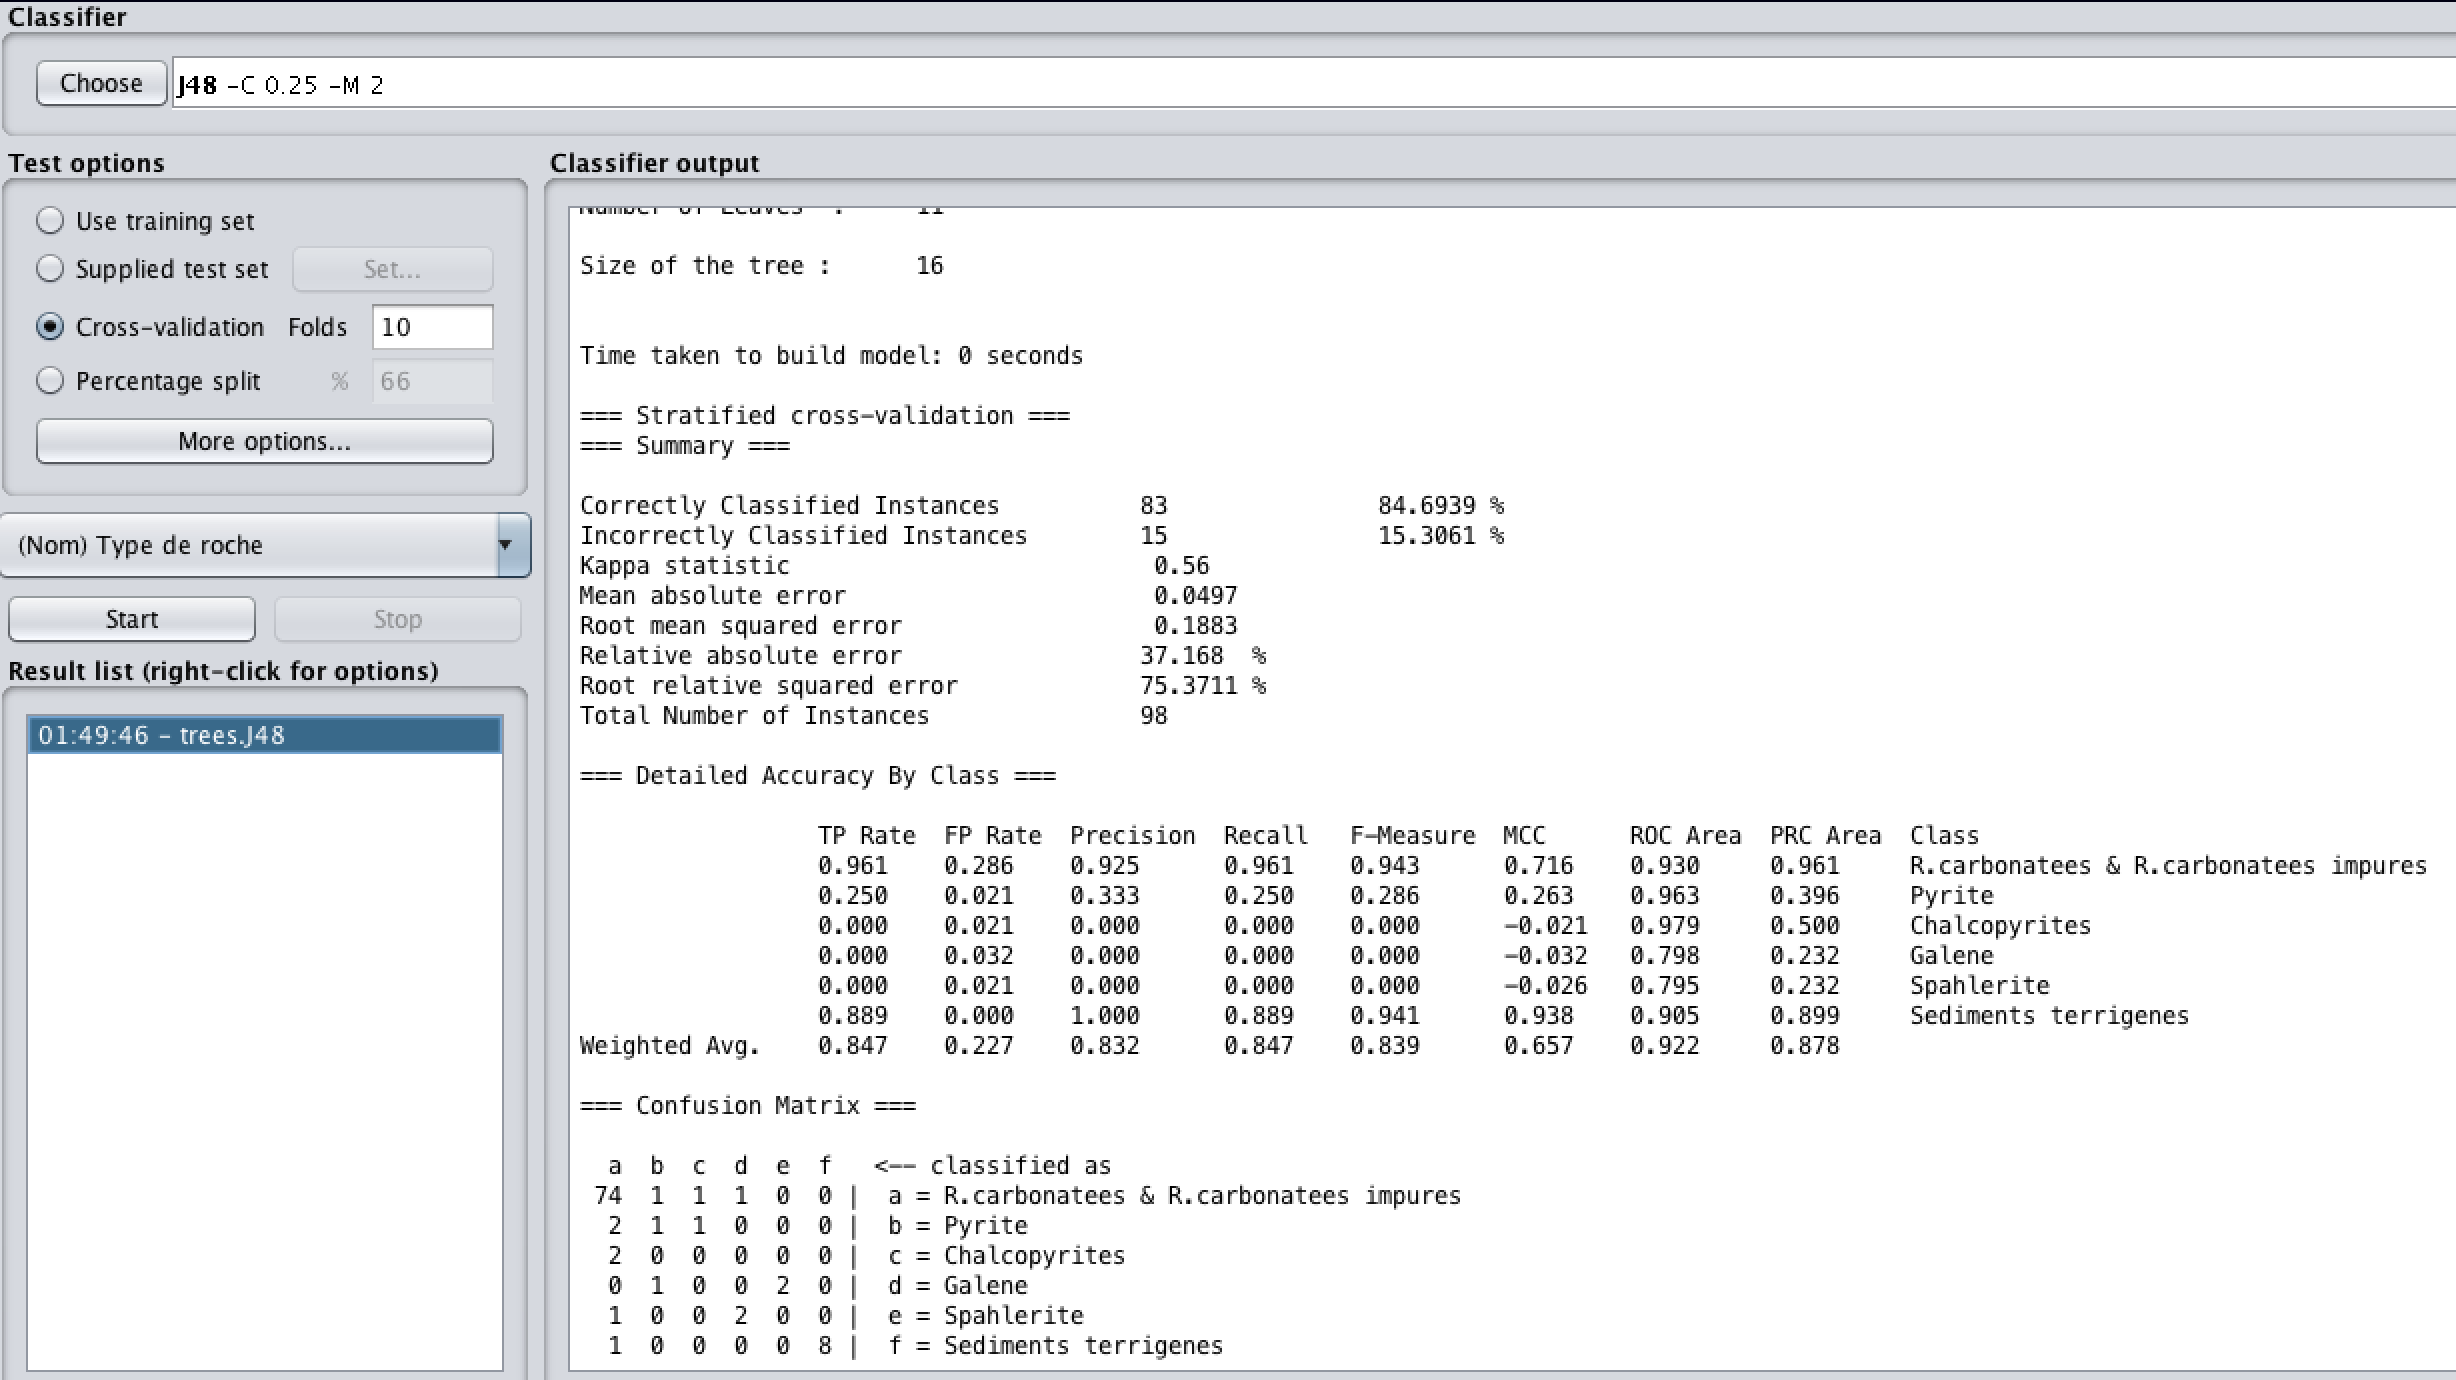 Classifier
Choose J48 -C 0.25 -M 2
Test options
Use training set
Supplied test set Set...
Cross-validation Folds 10
Percentage split % 66
More options...
(Nom) Type de roche
Start Stop
Result list (right-click for options)
01:49:46 - trees.J48
Classifier output
Number of Leaves : 11
Size of the tree : 16
Time taken to build model: 0 seconds
=== Stratified cross-validation ===
=== Summary ===
Correctly Classified Instances 83 84.6939 %
Incorrectly Classified Instances 15 15.3061 %
Kappa statistic 0.56
Mean absolute error 0.0497
Root mean squared error 0.1883
Relative absolute error 37.168 %
Root relative squared error 75.3711 %
Total Number of Instances 98
=== Detailed Accuracy By Class ===
TP Rate FP Rate Precision Recall F-Measure MCC ROC Area PRC Area Class
0.961 0.286 0.925 0.961 0.943 0.716 0.930 0.961 R.carbonatees & R.carbonatees impures
0.250 0.021 0.333 0.250 0.286 0.263 0.963 0.396 Pyrite
0.000 0.021 0.000 0.000 0.000 -0.021 0.979 0.500 Chalcopyrites
0.000 0.032 0.000 0.000 0.000 -0.032 0.798 0.232 Galene
0.000 0.021 0.000 0.000 0.000 -0.026 0.795 0.232 Spahlerite
0.889 0.000 1.000 0.889 0.941 0.938 0.905 0.899 Sediments terrigenes
Weighted Avg. 0.847 0.227 0.832 0.847 0.839 0.657 0.922 0.878
=== Confusion Matrix ===
a b c d e f <-- classified as
74 1 1 1 0 0 | a = R.carbonatees & R.carbonatees impures
2 1 1 0 0 0 | b = Pyrite
2 0 0 0 0 0 | c = Chalcopyrites
0 1 0 0 2 0 | d = Galene
1 0 0 2 0 0 | e = Spahlerite
1 0 0 0 0 8 | f = Sediments terrigenes